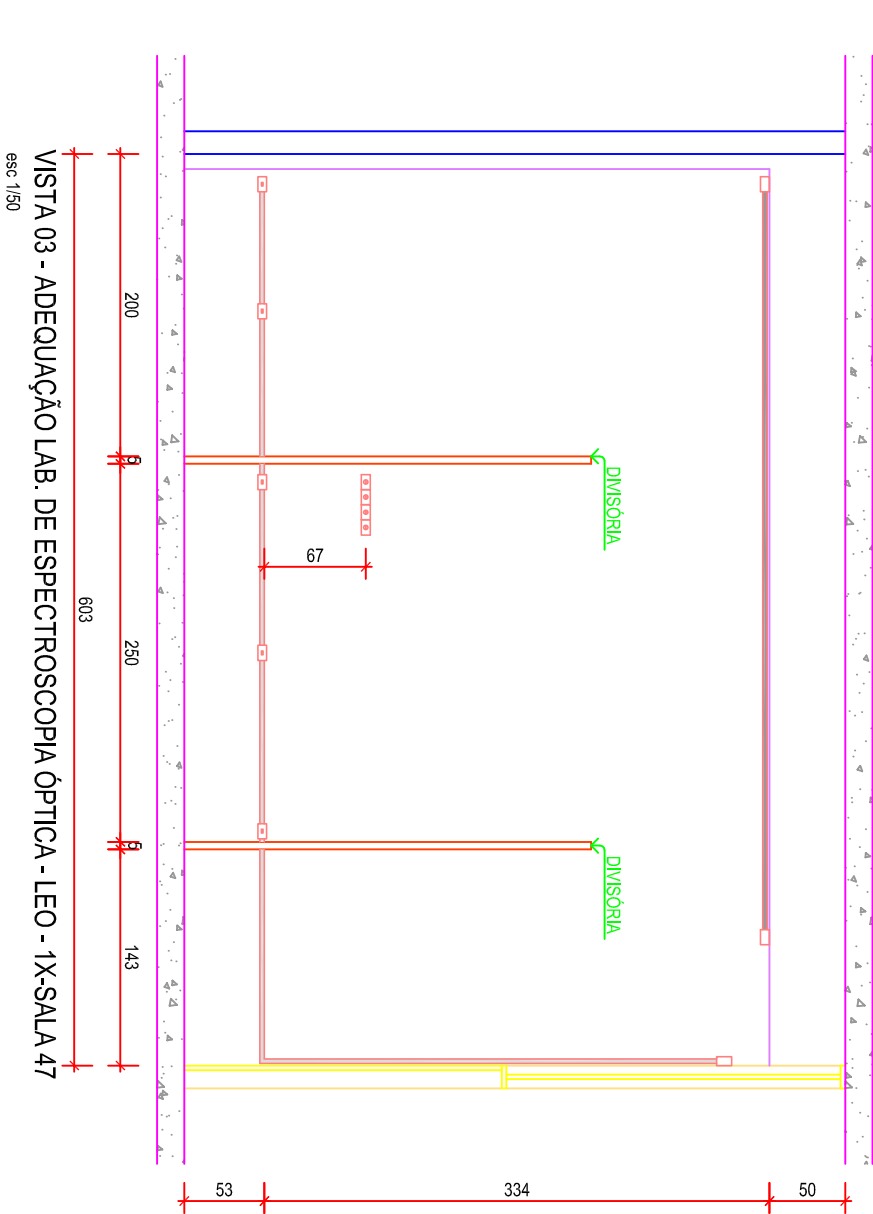 DIVISÓRIA
DIVISÓRIA
50
334
53
67
200
5
250
5
143
603
VISTA 03 - ADEQUAÇÃO LAB. DE ESPECTROSCOPIA ÓPTICA - LEO - 1X-SALA 47
esc 1/50